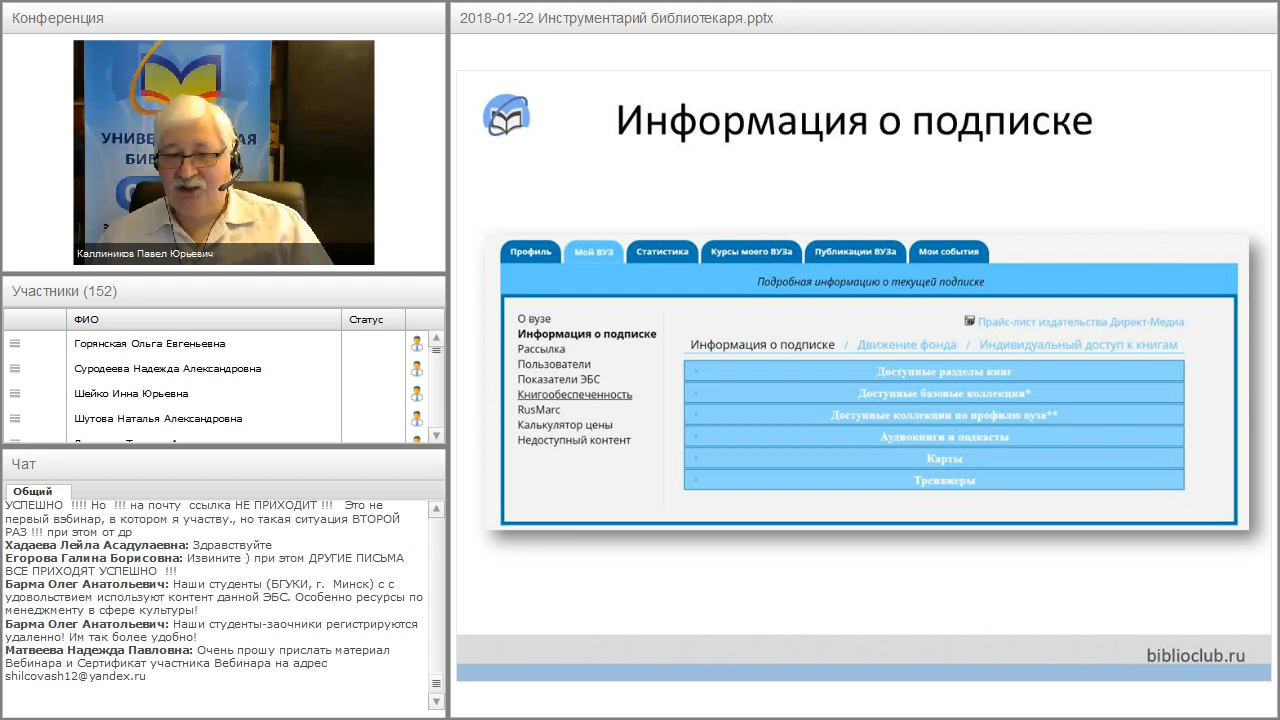 Конференция
УНИВЕ
КАЯ
БИБ
Каллиников Павел Юрьевич
Участники (152)
ФИО
Статус
Горянская Ольга Евгеньевна
Суродеева Надежда Александровна
Шейко Инна Юрьевна
Шутова Наталья Александровна
Чат
Общий
УСПЕШНО !!!! Но !!! на почту ссылка НЕ ПРИХОДИТ !!! Это не
первый вэбинар, в котором я участву., но такая ситуация ВТОРОЙ
РАЗ !!! при этом от др
Хадаева Лейла Асадулаевна: Здравствуйте
Егорова Галина Борисовна: Извините ) при этом ДРУГИЕ ПИСЬМА
ВСЕ ПРИХОДЯТ УСПЕШНО !!!
Барма Олег Анатольевич: Наши студенты (БГУКИ, г. Минск) с с
удовольствием используют контент данной ЭБС. Особенно ресурсы по
менеджменту в сфере культуры!
Барма Олег Анатольевич: Наши студенты-заочники регистрируются
удаленно! Им так более удобно!
Матвеева Надежда Павловна: Очень прошу прислать материал
Вебинара и Сертификат участника Вебинара на адрес
shilcovash12@yandex.ru
2018-01-22 Инструментарий библиотекаря.pptx
Информация о подписке
Профиль
Мой ВУЗ
Статистика
Курсы моего ВУЗа
Публикации ВУЗа
Мои события
Подробная информацию о текущей подписке
О вузе
Информация о подписке
Рассылка
Пользователи
Показатели ЭБС
Книгообеспеченность
RusMarc
Калькулятор цены
Недоступный контент
Прайс-лист издательства Директ-Медиа
Информация о подписке / Движение фонда / Индивидуальный доступ к книгам
Доступные разделы книг
Доступные базовые коллекции*
Доступные коллекции по профилю вуза**
Аудиокниги и подкасты
Карты
Тренажеры
biblioclub.ru